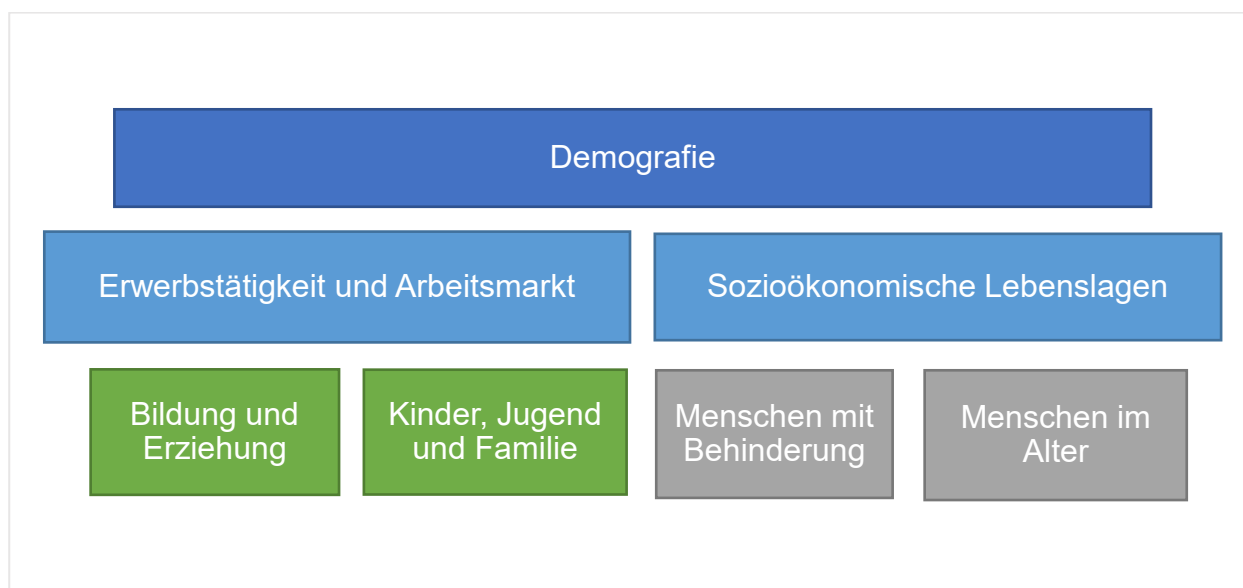 Demografie
Erwerbstätigkeit und Arbeitsmarkt
Sozioökonomische Lebenslagen
Bildung und
Erziehung
Kinder, Jugend
und Familie
Menschen mit
Behinderung
Menschen im
Alter